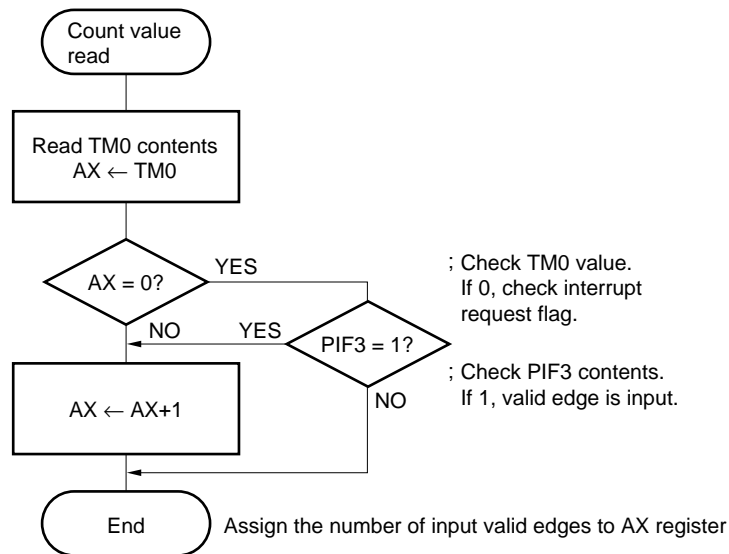 Count value
read
Read TM0 contents
AX ← TM0
AX = 0?
YES
; Check TM0 value.
If 0, check interrupt
request flag.
NO
YES
PIF3 = 1?
; Check PIF3 contents.
If 1, valid edge is input.
NO
AX ← AX+1
End
Assign the number of input valid edges to AX register